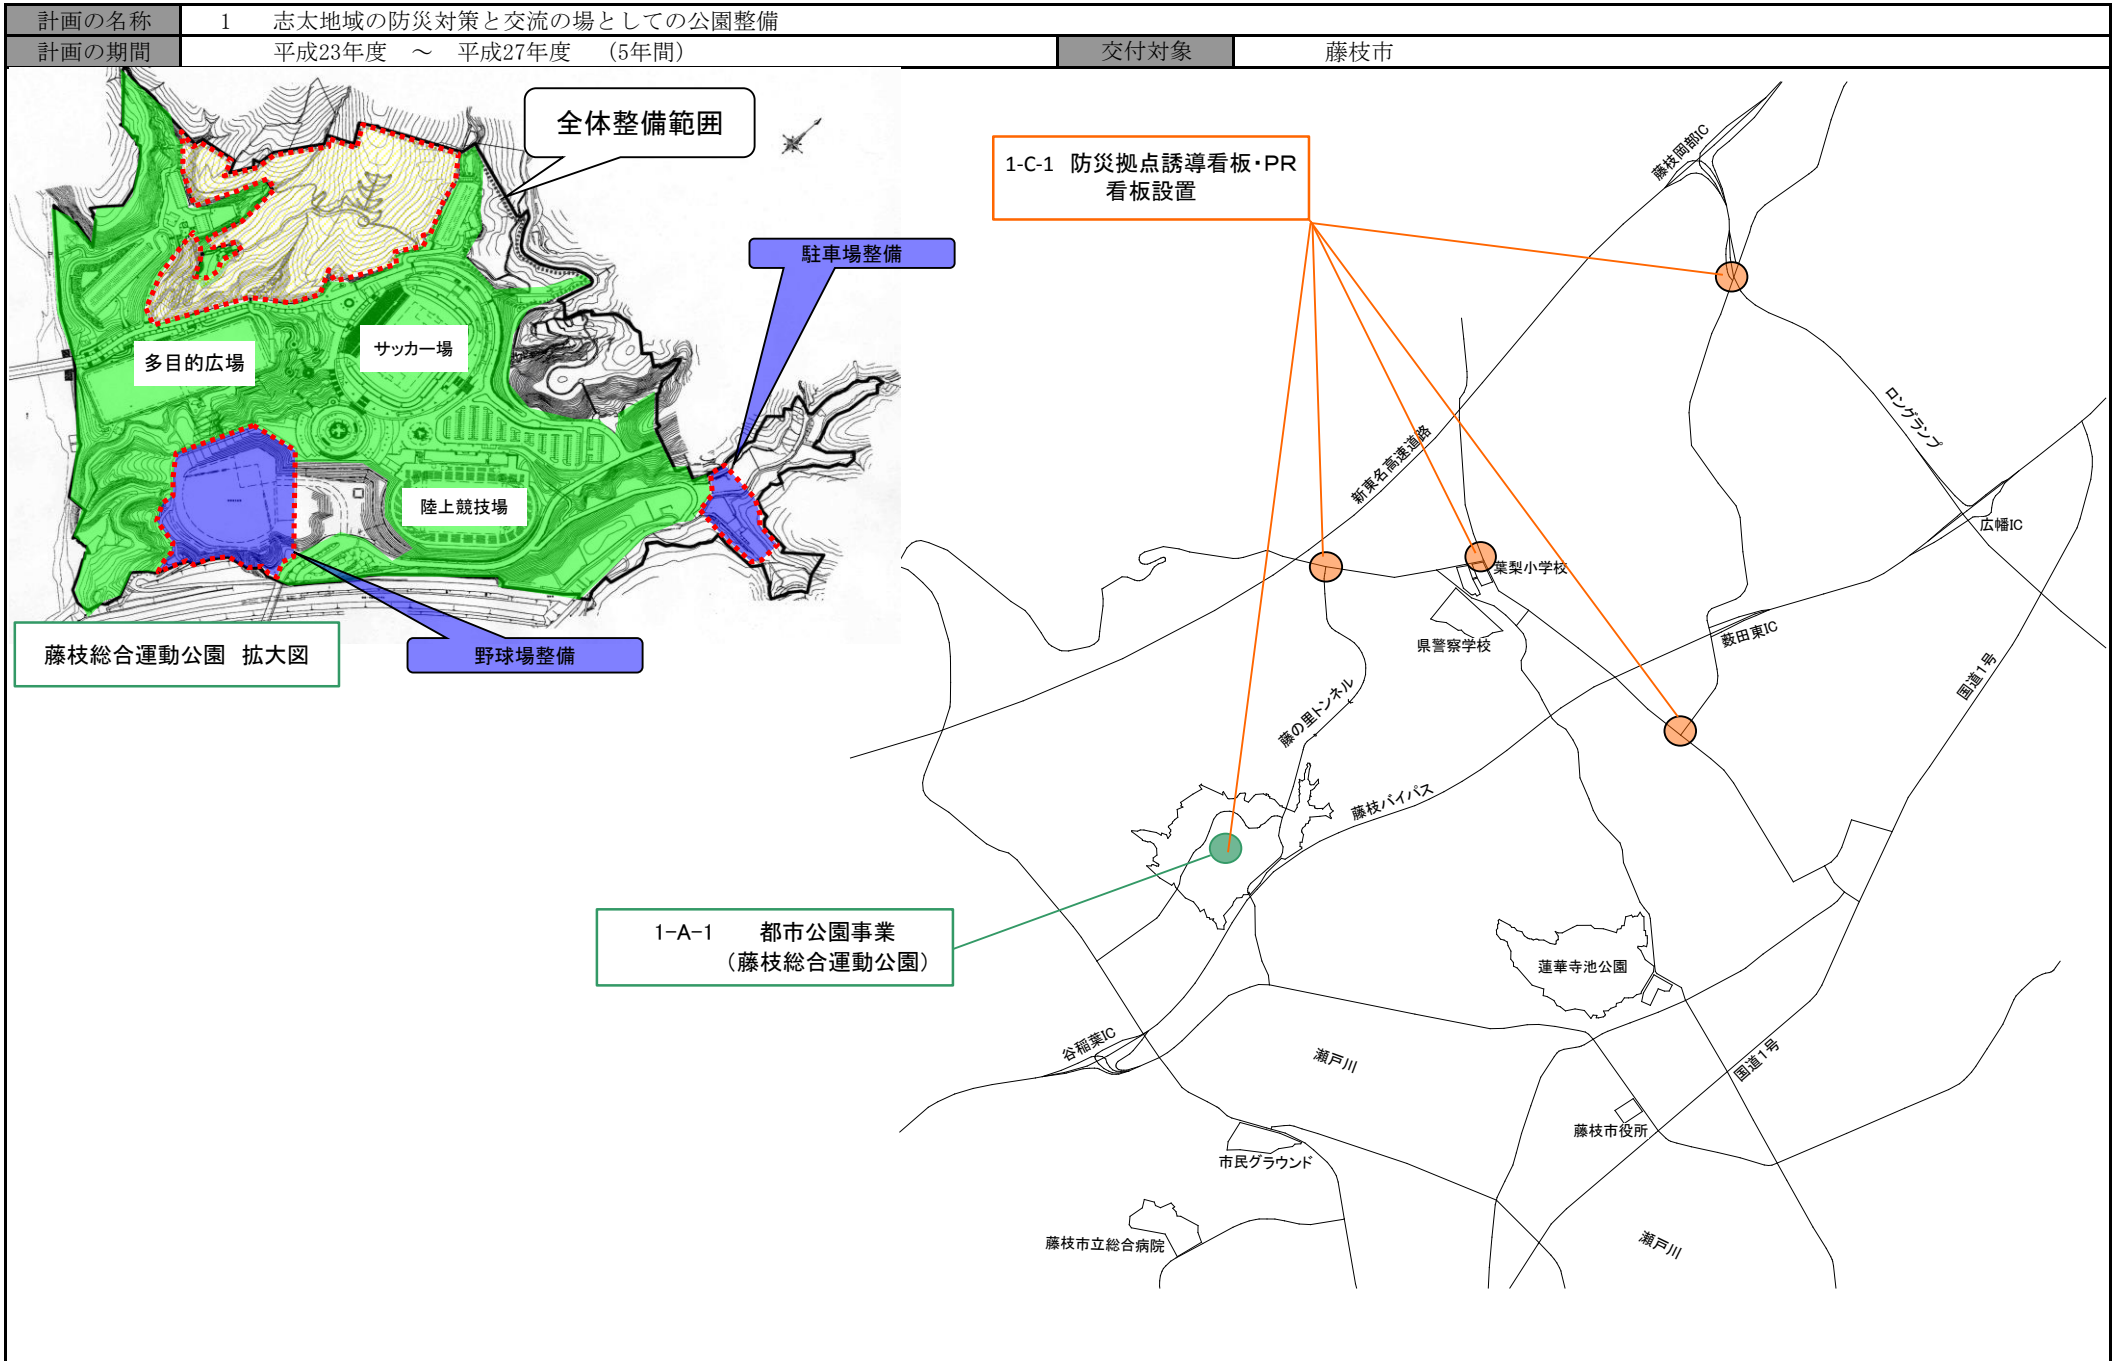 計画の名称 1 志太地域の防災対策と交流の場としての公園整備
計画の期間 平成23年度 ～ 平成27年度 (5年間) 交付対象 藤枝市
全体整備範囲
駐車場整備
サッカー場
多目的広場
陸上競技場
野球場整備
藤枝総合運動公園 拡大図
1-C-1 防災拠点誘導看板・PR
看板設置
藤枝岡部IC
ロングランプ
新東名高速道路
広幡IC
葉梨小学校
県警察学校
薮田東IC
国道1号
藤の里トンネル
藤枝バイパス
1-A-1 都市公園事業
（藤枝総合運動公園）
蓮華寺池公園
谷稲葉IC
瀬戸川
国道1号
藤枝市役所
市民グラウンド
藤枝市立総合病院
瀬戸川